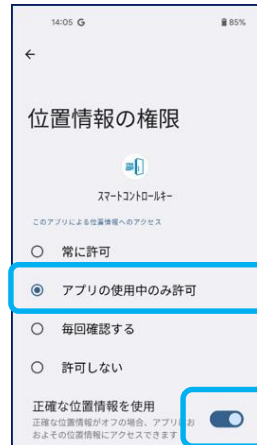 14:05 G 85%
←
位置情報の権限
スマートコントロールキー
このアプリによる位置情報へのアクセス
常に許可
アプリの使用中のみ許可
毎回確認する
許可しない
正確な位置情報を使用
正確な位置情報がオフの場合、アプリはお
およその位置情報にアクセスできます